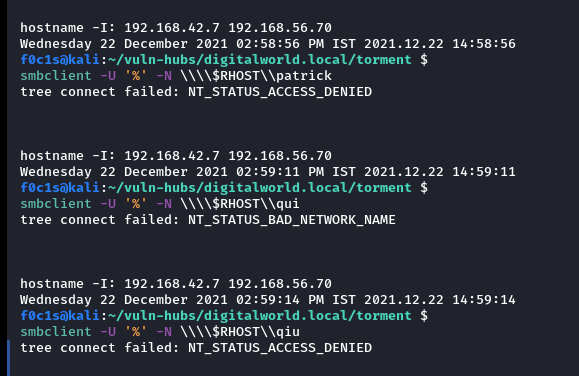 hostname -I: 192.168.42.7 192.168.56.70
Wednesday 22 December 2021 02:58:56 PM IST 2021.12.22 14:58:56
f0c1s@kali:~/vuln-hubs/digitalworld.local/torment $
smbclient -U '%' -N \\\\$RHOST\\patrick
tree connect failed: NT_STATUS_ACCESS_DENIED
hostname -I: 192.168.42.7 192.168.56.70
Wednesday 22 December 2021 02:59:11 PM IST 2021.12.22 14:59:11
f0c1s@kali:~/vuln-hubs/digitalworld.local/torment $
smbclient -U '%' -N \\\\$RHOST\\qui
tree connect failed: NT_STATUS_BAD_NETWORK_NAME
hostname -I: 192.168.42.7 192.168.56.70
Wednesday 22 December 2021 02:59:14 PM IST 2021.12.22 14:59:14
f0c1s@kali:~/vuln-hubs/digitalworld.local/torment $
smbclient -U '%' -N \\\\$RHOST\\qiu
tree connect failed: NT_STATUS_ACCESS_DENIED